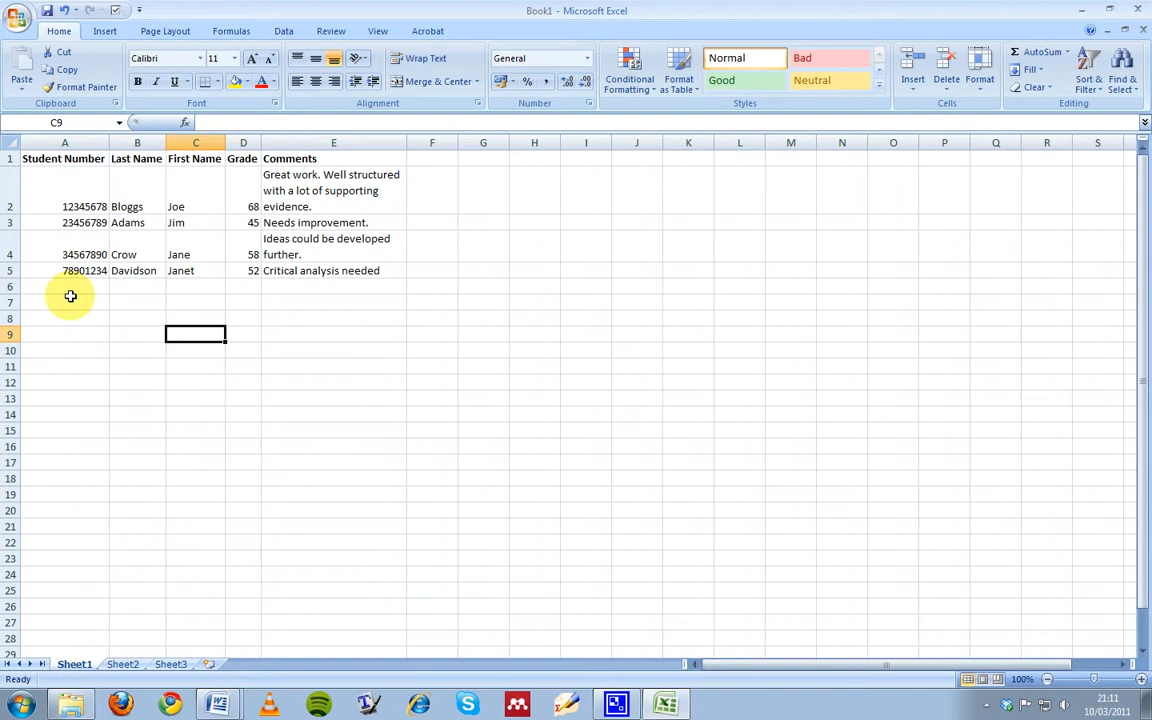 Book1 - Microsoft Excel
Home Insert Page Layout Formulas Data Review View Acrobat
Paste
Cut
Copy
Format Painter
Calibri 11
B I U
A A
Wrap Text
Merge & Center
General
%
Conditional Formatting
Format as Table
Normal Bad
Good Neutral
Insert Delete Format
AutoSum
Fill
Clear
Sort & Filter
Find & Select
Clipboard Font Alignment Number Styles Cells Editing
C9 fx
A B C D E F G H I J K L M N O P Q R S
1 Student Number Last Name First Name Grade Comments
Great work. Well structured
with a lot of supporting
2 12345678 Bloggs Joe 68 evidence.
3 23456789 Adams Jim 45 Needs improvement.
Ideas could be developed
4 34567890 Crow Jane 58 further.
5 78901234 Davidson Janet 52 Critical analysis needed
6
7
8
9
10
11
12
13
14
15
16
17
18
19
20
21
22
23
24
25
26
27
28
29
Sheet1 Sheet2 Sheet3
Ready 100%
21:11
10/03/2011